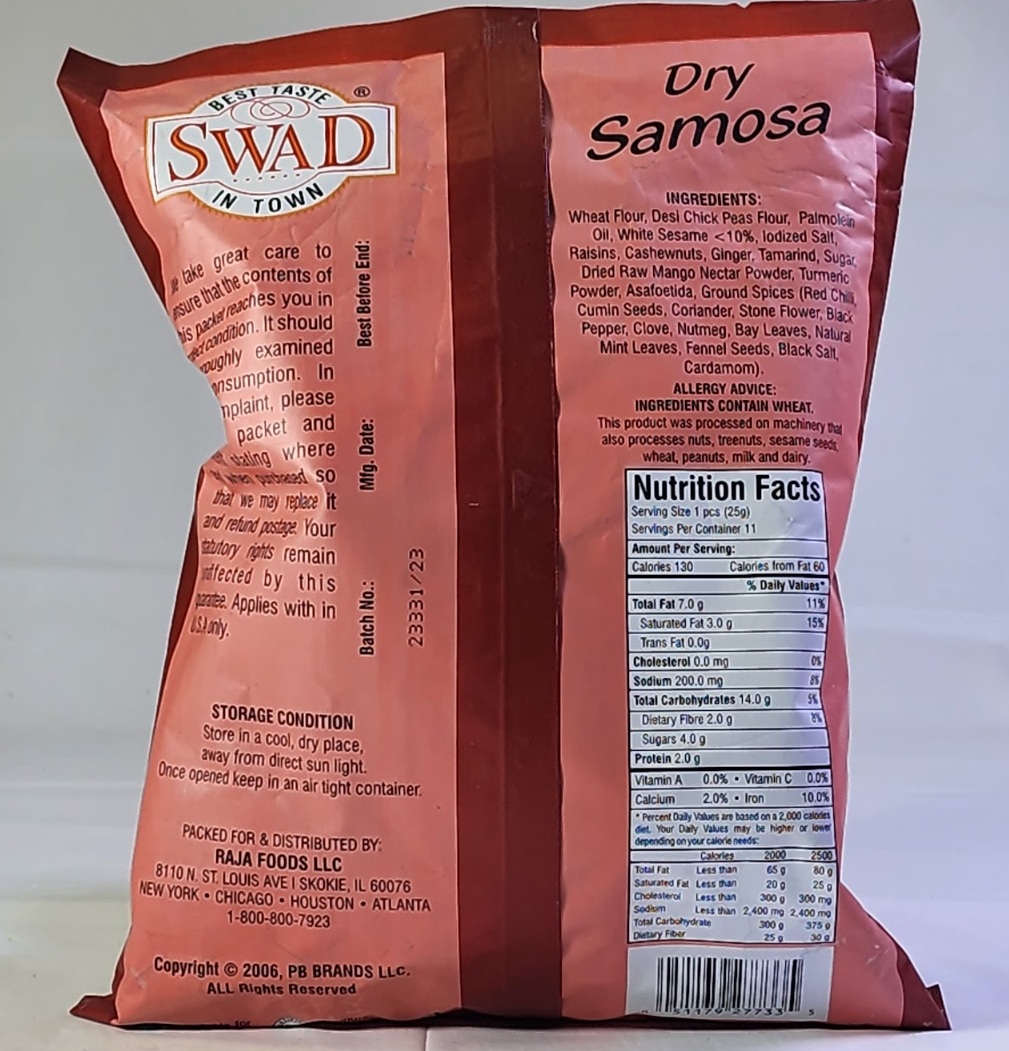 BEST TASTE ®
SWAD
IN TOWN
take great care to
that the contents of
packet reaches you in
condition. It should
examined
In
please
packet and
where
when purchased so
that we may replace it
and refund postage. Your
rights remain
by this
Applies with in
U.S.A only.
Best Before End:
Mfg. Date:
Batch No.:
23331/23
STORAGE CONDITION
Store in a cool, dry place,
away from direct sun light.
Once opened keep in an air tight container.
PACKED FOR & DISTRIBUTED BY:
RAJA FOODS LLC
8110 N. ST. LOUIS AVE I SKOKIE, IL 60076
NEW YORK • CHICAGO • HOUSTON • ATLANTA
1-800-800-7923
Copyright © 2006, PB BRANDS LLC.
ALL Rights Reserved
Dry
Samosa
INGREDIENTS:
Wheat Flour, Desi Chick Peas Flour, Palmolein
Oil, White Sesame <10%, Iodized Salt,
Raisins, Cashewnuts, Ginger, Tamarind, Sugar,
Dried Raw Mango Nectar Powder, Turmeric
Powder, Asafoetida, Ground Spices (Red Chilli,
Cumin Seeds, Coriander, Stone Flower, Black
Pepper, Clove, Nutmeg, Bay Leaves, Natural
Mint Leaves, Fennel Seeds, Black Salt,
Cardamom).
ALLERGY ADVICE:
INGREDIENTS CONTAIN WHEAT.
This product was processed on machinery that
also processes nuts, treenuts, sesame seeds,
wheat, peanuts, milk and dairy.
Nutrition Facts
Serving Size 1 pcs (25g)
Servings Per Container 11
Amount Per Serving:
Calories 130 Calories from Fat 60
% Daily Values*
Total Fat 7.0 g 11%
Saturated Fat 3.0 g 15%
Trans Fat 0.0g
Cholesterol 0.0 mg 0%
Sodium 200.0 mg 8%
Total Carbohydrates 14.0 g 5%
Dietary Fibre 2.0 g 8%
Sugars 4.0 g
Protein 2.0 g
Vitamin A 0.0% • Vitamin C 0.0%
Calcium 2.0% • Iron 10.0%
* Percent Daily Values are based on a 2,000 calories
diet. Your Daily Values may be higher or lower
depending on your calorie needs:
Calories 2000 2500
Total Fat Less than 65 g 80 g
Saturated Fat Less than 20 g 25 g
Cholesterol Less than 300 g 300 mg
Sodium Less than 2,400 mg 2,400 mg
Total Carbohydrate 300 g 375 g
Dietary Fiber 25 g 30 g
51179 27733 5